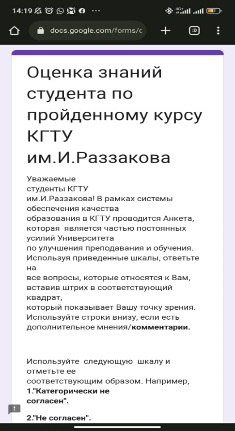 14:19
docs.google.com/forms/c
Оценка знаний
студента по
пройденному курсу
КГТУ
им.И.Раззакова
Уважаемые
студенты КГТУ
им.И.Раззакова! В рамках системы
обеспечения качества
образования в КГТУ проводится Анкета,
которая является частью постоянных
усилий Университета
по улучшения преподавания и обучения.
Используя приведенные шкалы, ответьте
на
все вопросы, которые относятся к Вам,
вставив штрих в соответствующий
квадрат,
который показывает Вашу точку зрения.
Используйте строки внизу, если есть
дополнительное мнения/комментарии.
Используйте следующую шкалу и
отметьте ее
соответствующим образом. Например,
1."Категорически не
согласен".
2."Не согласен".